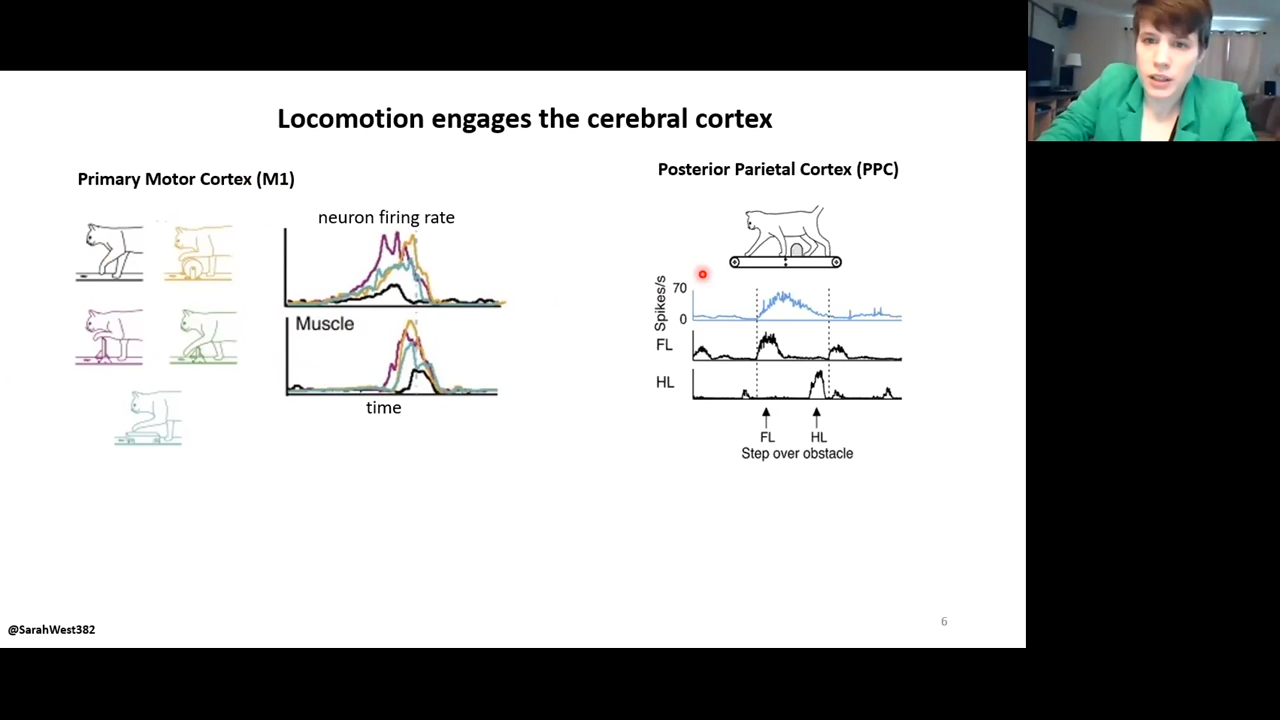 Locomotion engages the cerebral cortex
Primary Motor Cortex (M1)
neuron firing rate
Muscle
time
Posterior Parietal Cortex (PPC)
Spikes/s
70
0
FL
HL
FL HL
Step over obstacle
@SarahWest382
6